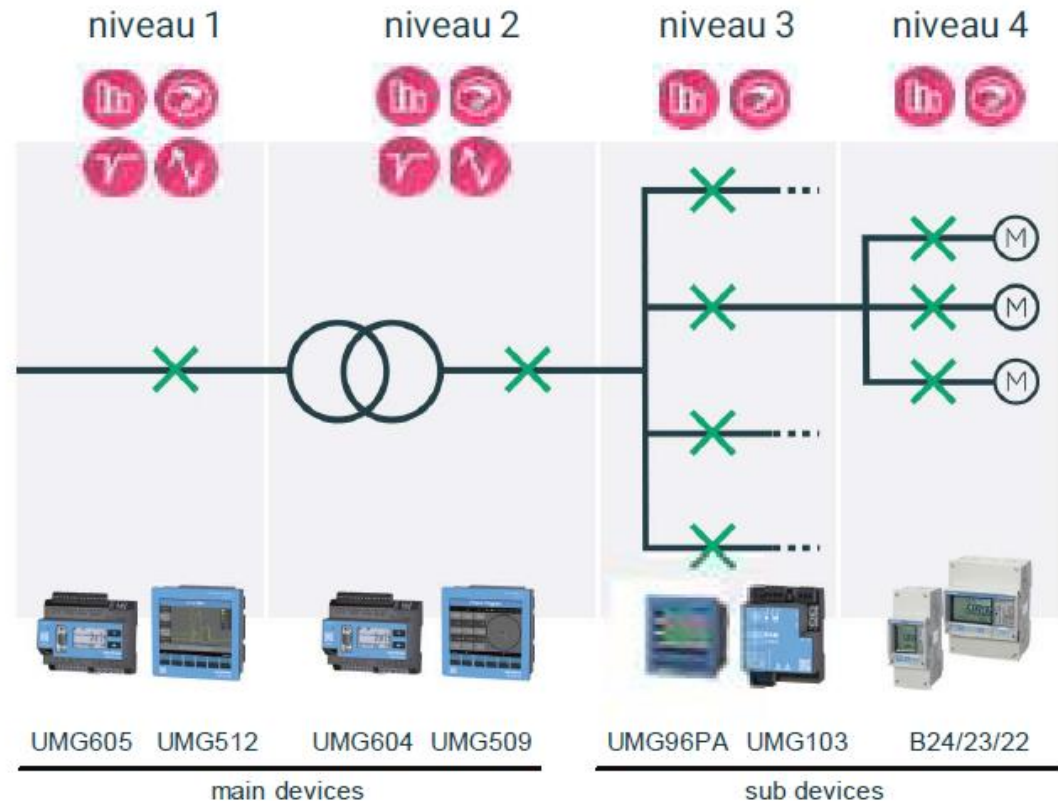 niveau 1 niveau 2 niveau 3 niveau 4
M
M
M
UMG605 UMG512 UMG604 UMG509 UMG96PA UMG103 B24/23/22
main devices sub devices